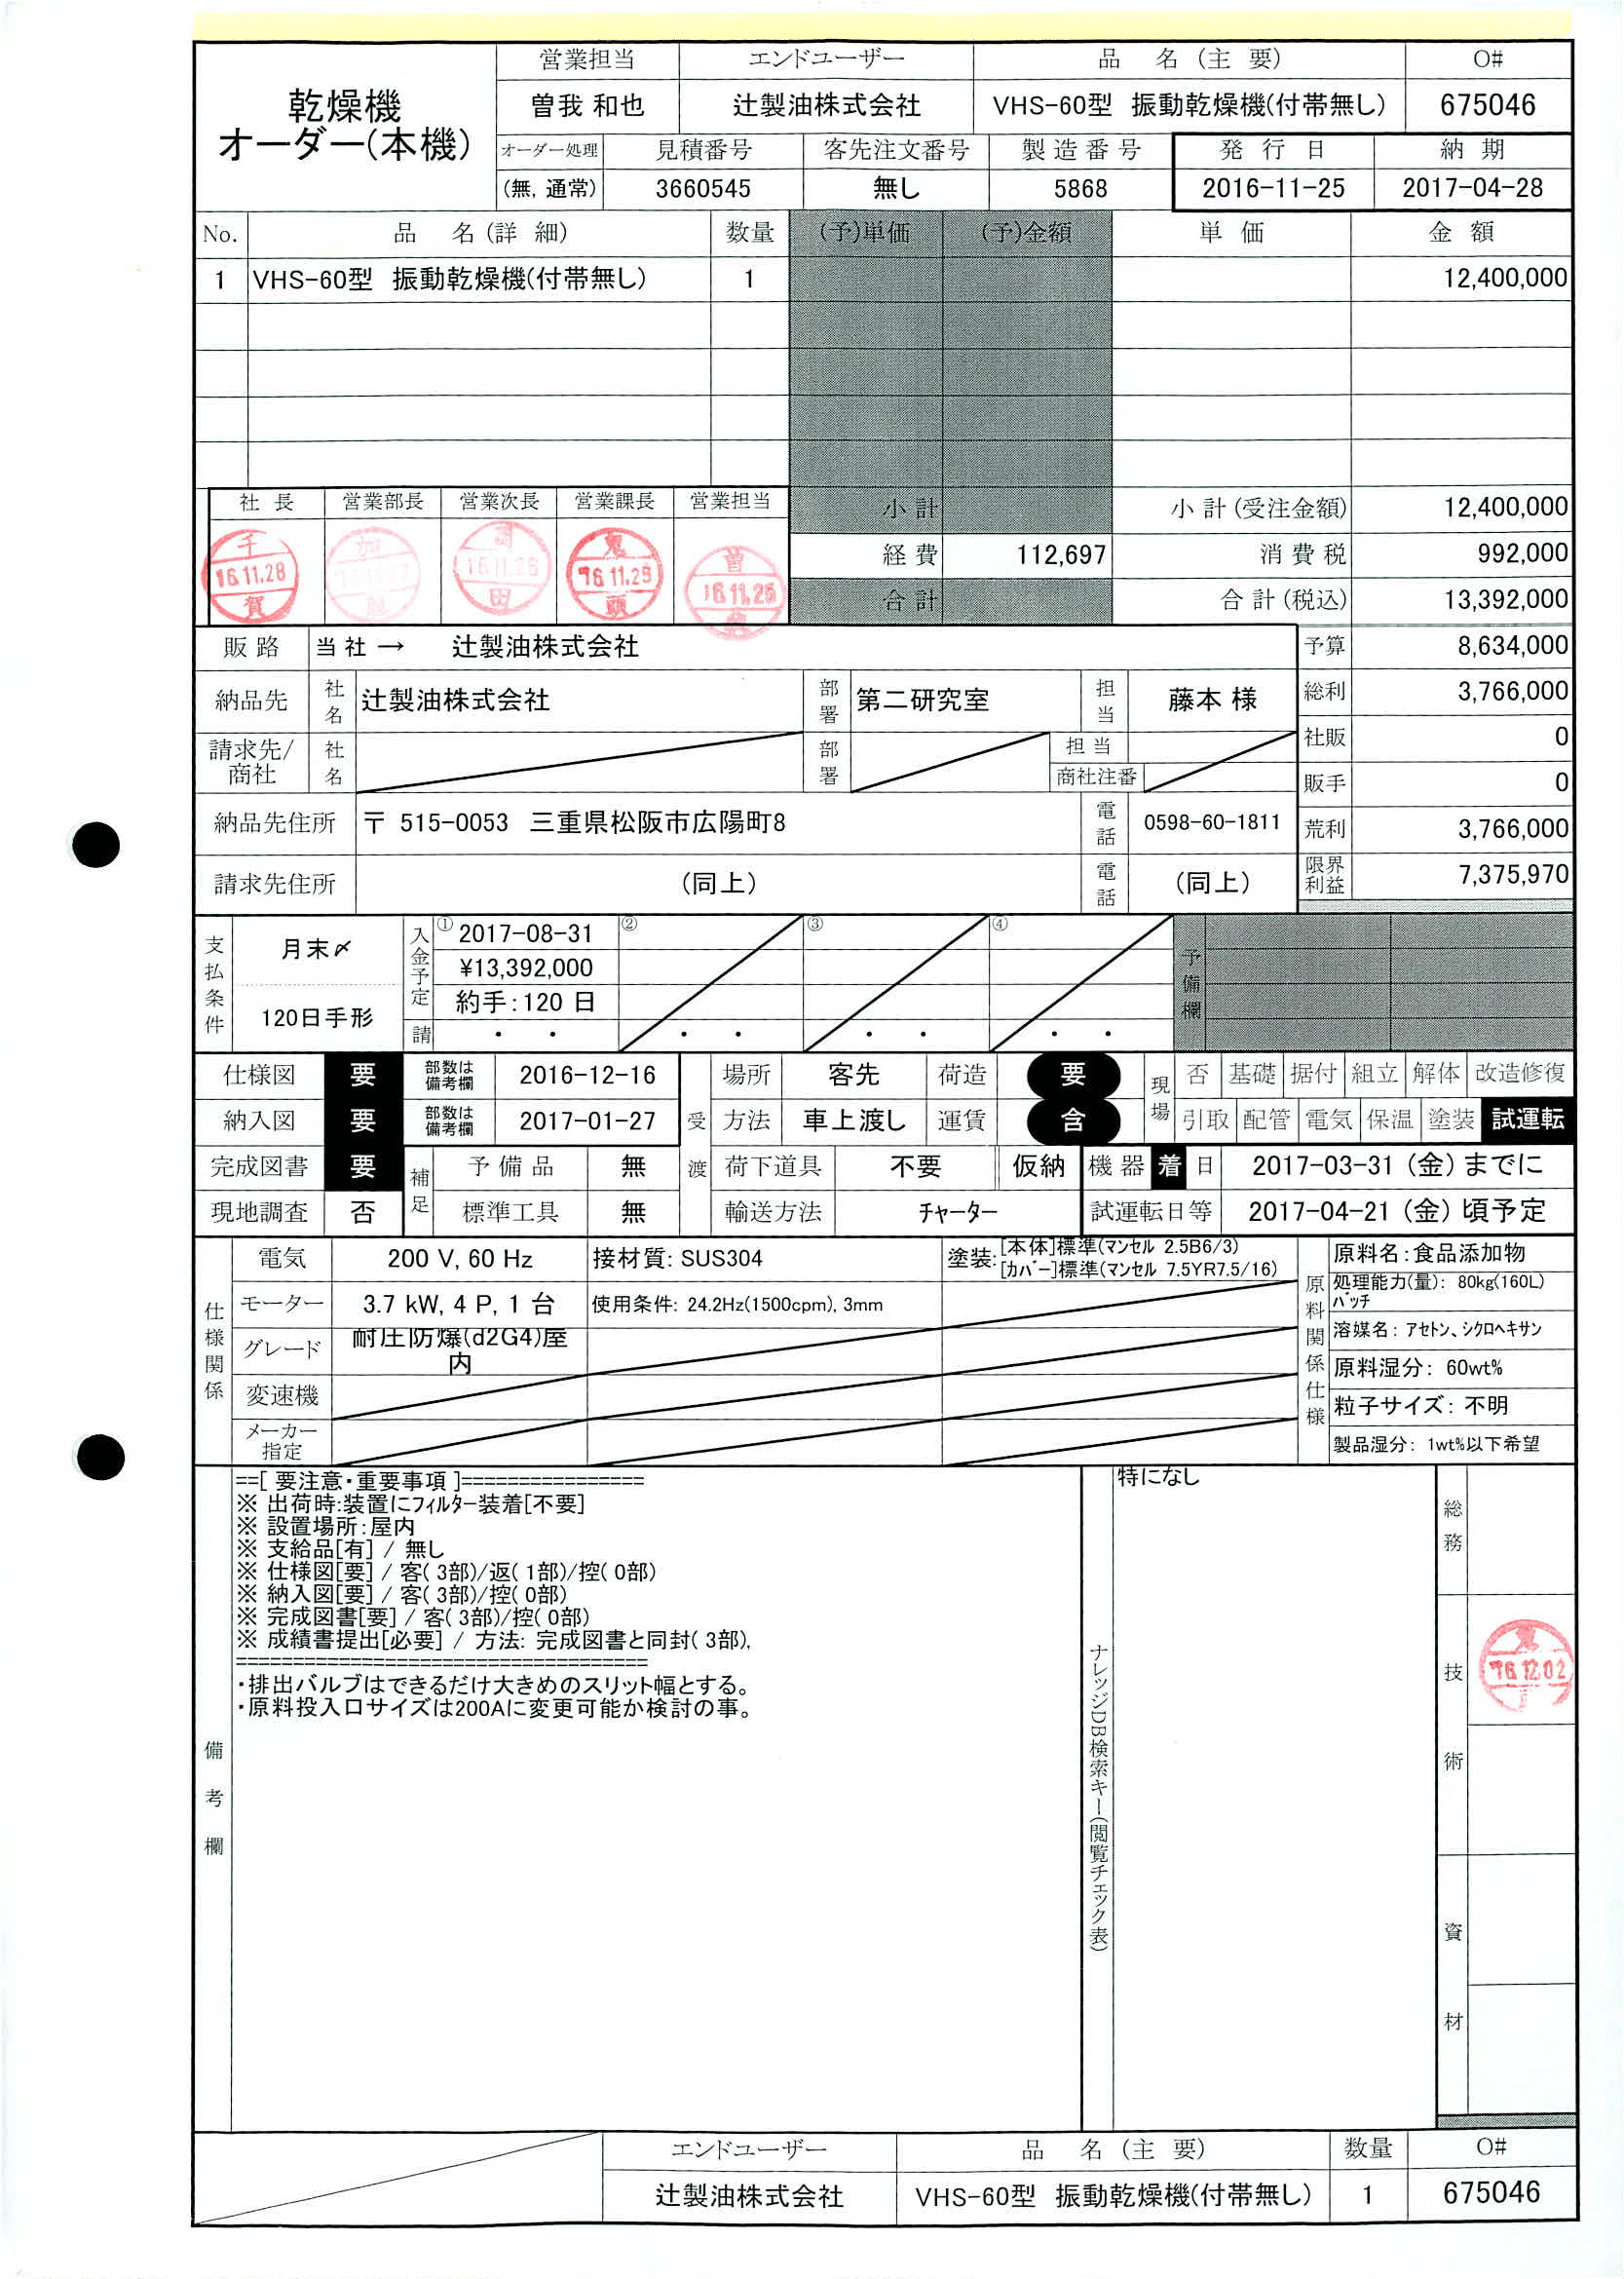 乾燥機
オーダー(本機)
営業担当 エンドユーザー 品 名 (主 要) O#
曽我 和也 辻製油株式会社 VHS-60型 振動乾燥機(付帯無し) 675046
オーダー処理 見積番号 客先注文番号 製造番号 発行日 納期
(無, 通常) 3660545 無し 5868 2016-11-25 2017-04-28
No. 品 名 (詳 細) 数量 (予)単価 (予)金額 単 価 金 額
1 VHS-60型 振動乾燥機(付帯無し) 1 12,400,000
社 長 営業部長 営業次長 営業課長 営業担当 小 計 小 計 (受注金額) 12,400,000
千 16.11.28 賀
加
田
鬼 16.11.25 頭
曽 16.11.25
経 費 112,697 消 費 税 992,000
合 計 合 計 (税込) 13,392,000
販 路 当 社 → 辻製油株式会社 予算 8,634,000
納品先 社名 辻製油株式会社 部署 第二研究室 担当 藤本 様 総利 3,766,000
請求先/商社 社名 部署 担当 社販 0
商社注番 販手 0
納品先住所 〒 515-0053 三重県松阪市広陽町8 電話 0598-60-1811 荒利 3,766,000
請求先住所 (同上) 電話 (同上) 限界利益 7,375,970
支払条件 月末〆 入金予定 ① 2017-08-31 ② ③ ④ 予備欄
¥13,392,000
120日手形 約手:120 日
請 ・ ・ ・ ・ ・ ・ ・ ・
仕様図 要 部数は備考欄 2016-12-16 受渡 場所 客先 荷造 要 現場 否 基礎 据付 組立 解体 改造修復
納入図 要 部数は備考欄 2017-01-27 方法 車上渡し 運賃 含 引取 配管 電気 保温 塗装 試運転
完成図書 要 補足 予 備 品 無 荷下道具 不要 仮納 機 器 着 日 2017-03-31 (金) までに
現地調査 否 標準工具 無 輸送方法 チャーター 試運転日等 2017-04-21 (金) 頃予定
仕様関係 電気 200 V, 60 Hz 接材質: SUS304 塗装: [本体]標準(マンセル 2.5B6/3)
[カバー]標準(マンセル 7.5YR7.5/16)
原料関係仕様 原料名:食品添加物
モーター 3.7 kW, 4 P, 1 台 使用条件: 24.2Hz(1500cpm), 3mm 処理能力(量): 80kg(160L)
バッチ
グレード 耐圧防爆(d2G4)屋内 溶媒名: アセトン、シクロヘキサン
原料湿分: 60wt%
変速機 粒子サイズ: 不明
メーカー指定 製品湿分: 1wt%以下希望
備考欄
==[ 要注意・重要事項 ]================
※ 出荷時:装置にフィルター装着[不要]
※ 設置場所:屋内
※ 支給品[有] / 無し
※ 仕様図[要] / 客( 3部)/返( 1部)/控( 0部)
※ 納入図[要] / 客( 3部)/控( 0部)
※ 完成図書[要] / 客( 3部)/控( 0部)
※ 成績書提出[必要] / 方法: 完成図書と同封( 3部),
====================================
・排出バルブはできるだけ大きめのスリット幅とする。
・原料投入口サイズは200Aに変更可能か検討の事。
ナレッジDB検索キー(閲覧チェック表)
特になし
総務
技術
16.12.02
資材
エンドユーザー 品 名 (主 要) 数量 O#
辻製油株式会社 VHS-60型 振動乾燥機(付帯無し) 1 675046